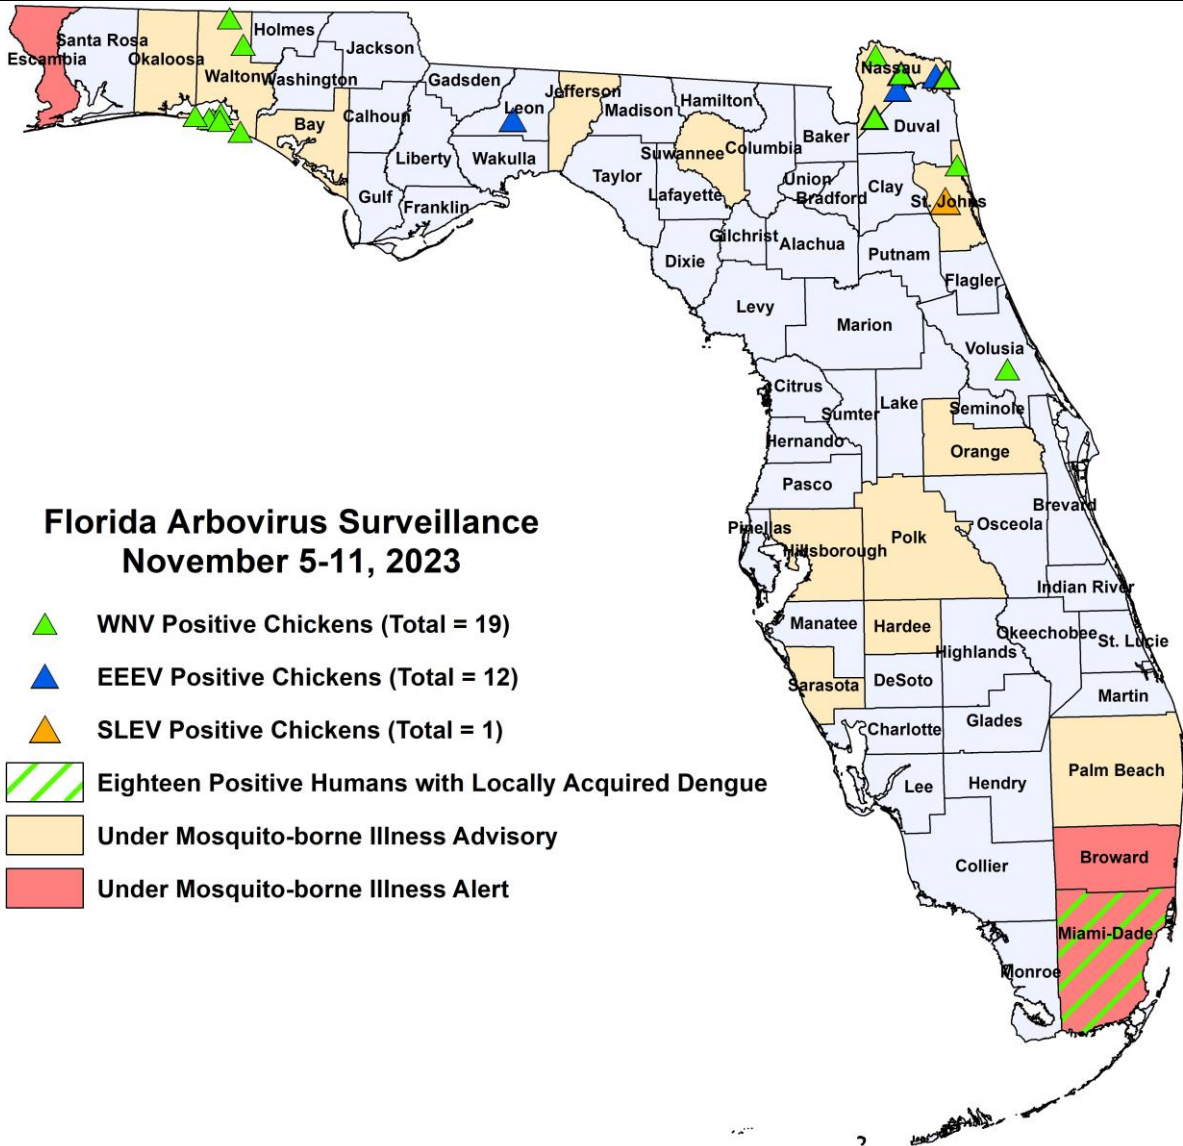 Holmes
Santa Rosa
Jackson
Escambia
Okaloosa
Walton
Washington
Gadsden
Jefferson
Nassau
Leon
Madison
Hamilton
Bay
Calhoun
Duval
Baker
Liberty
Wakulla
Suwannee
Columbia
Taylor
Union
Clay
Gulf
Lafayette
Bradford
St. Johns
Franklin
Gilchrist
Alachua
Dixie
Putnam
Flagler
Levy
Marion
Volusia
Citrus
Lake
Seminole
Sumter
Hernando
Orange
Pasco
Brevard
Florida Arbovirus Surveillance
November 5-11, 2023
Pinellas
Osceola
Polk
Hillsborough
Indian River
WNV Positive Chickens (Total = 19)
Manatee
Hardee
Okeechobee
St. Lucie
Highlands
EEEV Positive Chickens (Total = 12)
Sarasota
DeSoto
Martin
SLEV Positive Chickens (Total = 1)
Charlotte
Glades
Eighteen Positive Humans with Locally Acquired Dengue
Lee
Hendry
Palm Beach
Under Mosquito-borne Illness Advisory
Collier
Broward
Under Mosquito-borne Illness Alert
Miami-Dade
Monroe